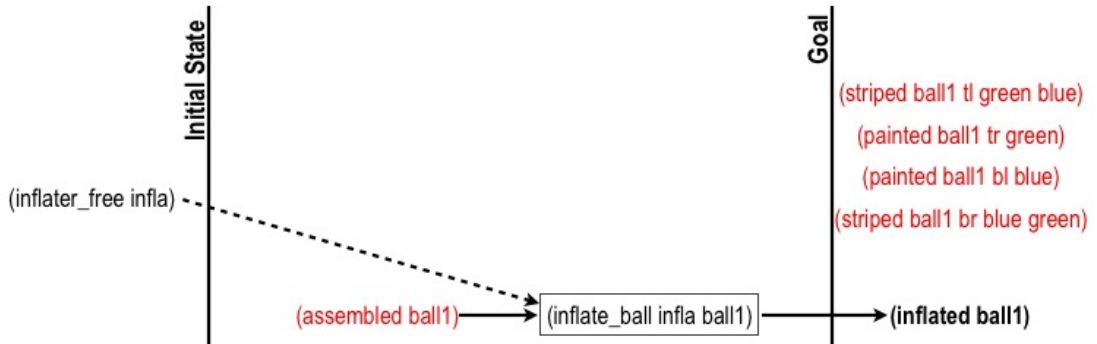 Initial State
Goal
(striped ball1 tl green blue)
(painted ball1 tr green)
(painted ball1 bl blue)
(striped ball1 br blue green)
(inflater_free infla)
(assembled ball1)
(inflate_ball infla ball1)
(inflated ball1)